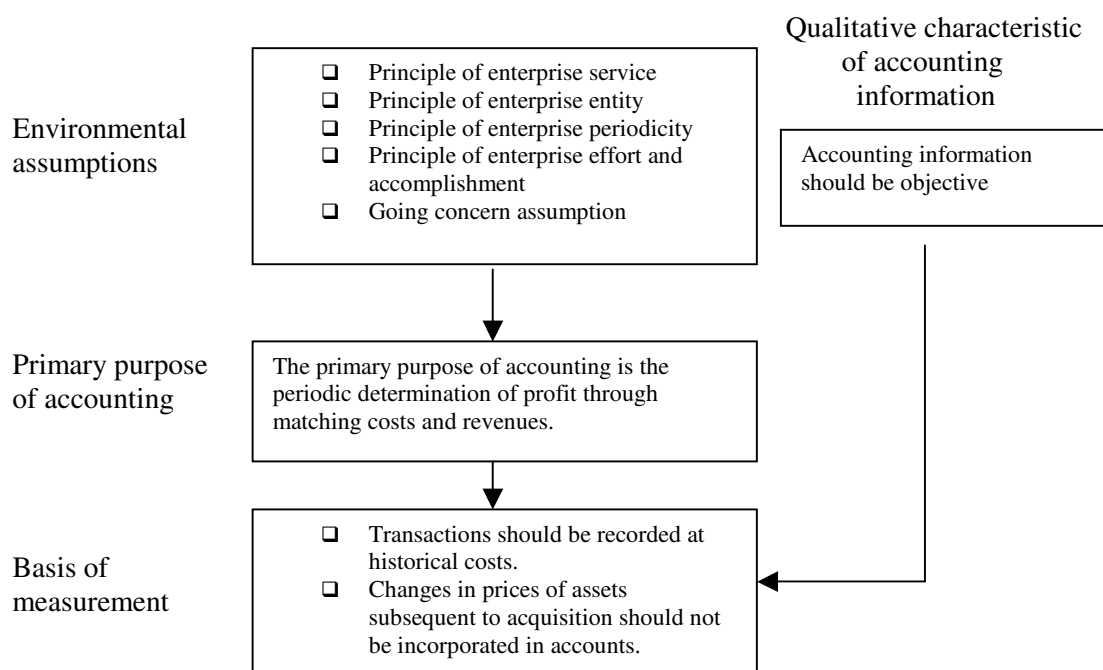 Qualitative characteristic
of accounting
information
Environmental
assumptions
❑ Principle of enterprise service
❑ Principle of enterprise entity
❑ Principle of enterprise periodicity
❑ Principle of enterprise effort and
accomplishment
❑ Going concern assumption
Accounting information
should be objective
Primary purpose
of accounting
The primary purpose of accounting is the
periodic determination of profit through
matching costs and revenues.
Basis of
measurement
❑ Transactions should be recorded at
historical costs.
❑ Changes in prices of assets
subsequent to acquisition should not
be incorporated in accounts.